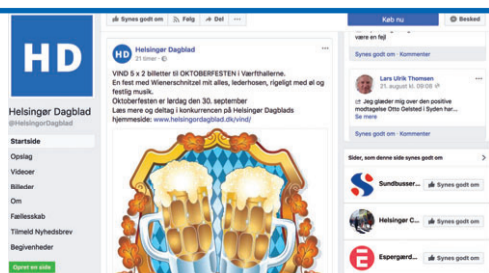 Synes godt om Følg Del ...
Køb nu Besked
HD
Helsingør Dagblad
@HelsingorDagblad
Startside
Opslag
Videoer
Billeder
Om
Fællesskab
Tilmeld Nyhedsbrev
Begivenheder
Opret en side
HD Helsingør Dagblad
21 timer ·
VIND 5 x 2 billetter til OKTOBERFESTEN i Værfthallerne.
En fest med Wienerschnitzel mit alles, lederhosen, rigeligt med øl og
festlig musik.
Oktoberfesten er lørdag den 30. september
Læs mere og deltag i konkurrencen på Helsingør Dagblads
hjemmeside: www.helsingordagblad.dk/vind/
være en fejl
Synes godt om · Kommenter
Lars Ulrik Thomsen
21. august kl. 09:08
Jeg glæder mig over den positive
modtagelse Otto Gelsted i Syden har...
Se mere
Synes godt om · Kommenter
Sider, som denne side synes godt om
Sundbusser... Synes godt om
Helsingør C... Synes godt om
Espergærd... Synes godt om